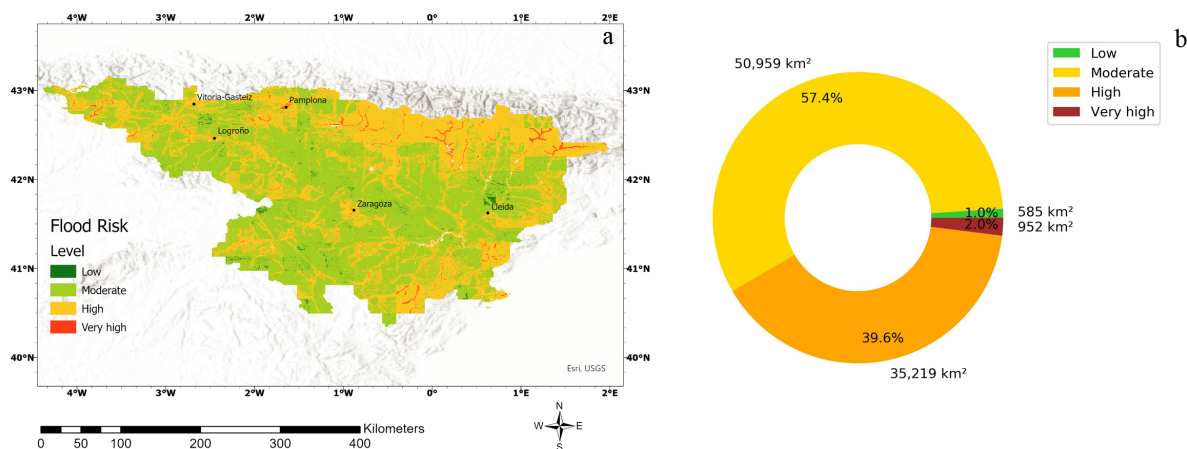 a
4°W 3°W 2°W 1°W 0° 1°E 2°E
43°N 43°N
Vitoria-Gasteiz
Pamplona
Logroño
42°N 42°N
Zaragoza
Lleida
Flood Risk
Level
Low
Moderate
High
Very high
41°N 41°N
40°N 40°N
Esri, USGS
4°W 3°W 2°W 1°W 0° 1°E 2°E
Kilometers
0 50 100 200 300 400
N
W E
S
b
Low
Moderate
High
Very high
50,959 km²
57.4%
1.0% 585 km²
2.0% 952 km²
39.6%
35,219 km²